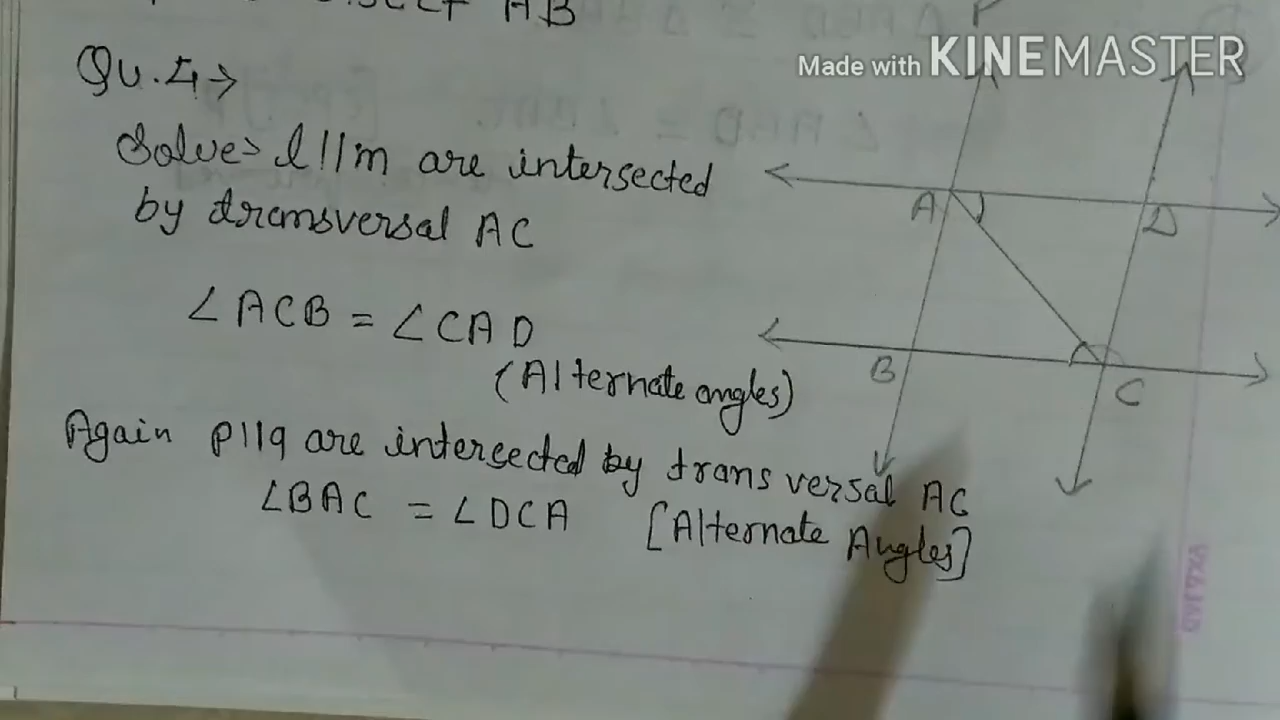 AB
Made with KINEMASTER
Qu.4→
Solve> l||m are intersected
by transversal AC
∠ACB = ∠CAD
(Alternate angles)
Again p||q are intersected by transversal AC
∠BAC = ∠DCA [Alternate Angles]
A
D
B
C